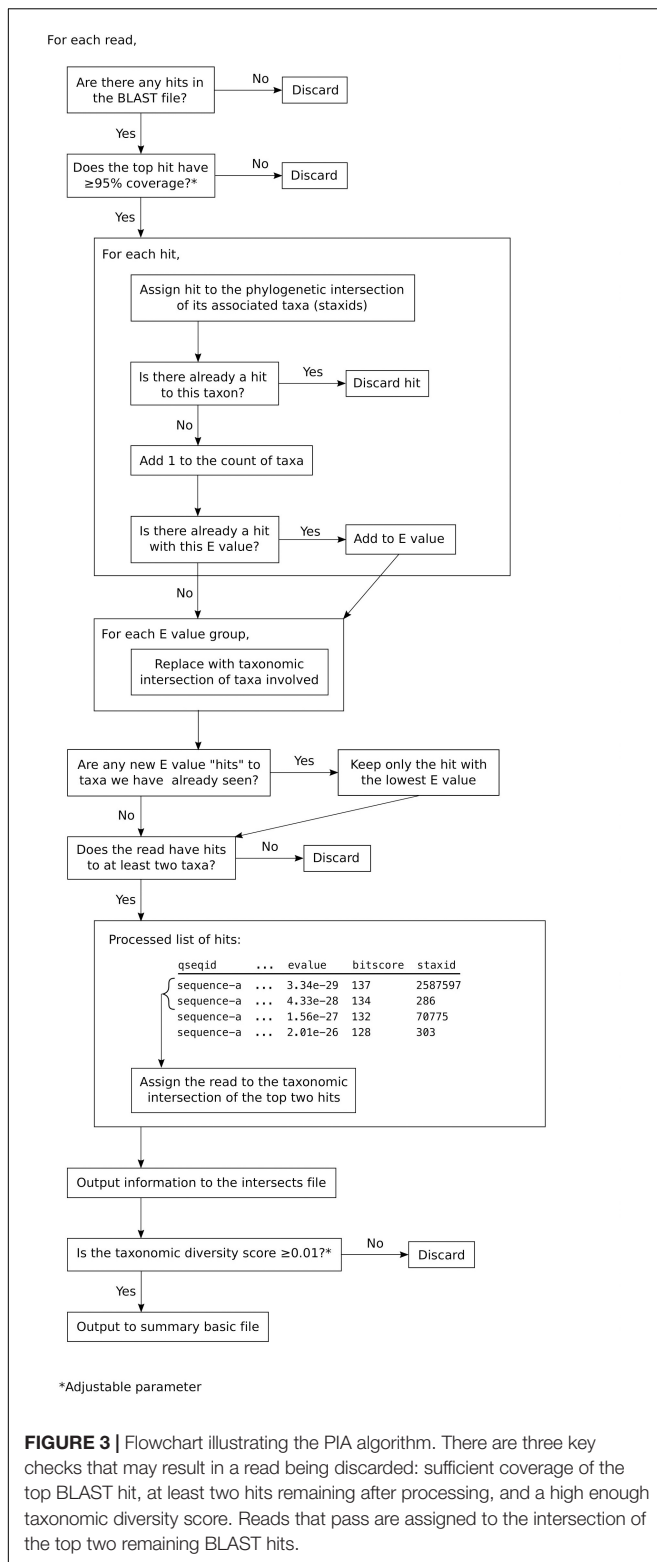 For each read,
Are there any hits in
the BLAST file?
No
Discard
Yes
Does the top hit have
≥95% coverage?*
No
Discard
Yes
For each hit,
Assign hit to the phylogenetic intersection
of its associated taxa (staxids)
Is there already a hit
to this taxon?
Yes
Discard hit
No
Add 1 to the count of taxa
Is there already a hit
with this E value?
Yes
Add to E value
No
For each E value group,
Replace with taxonomic
intersection of taxa involved
Are any new E value "hits" to
taxa we have already seen?
Yes
Keep only the hit with
the lowest E value
No
Does the read have hits
to at least two taxa?
No
Discard
Yes
Processed list of hits:
qseqid ... evalue bitscore staxid
sequence-a ... 3.34e-29 137 2587597
sequence-a ... 4.33e-28 134 286
sequence-a ... 1.56e-27 132 70775
sequence-a ... 2.01e-26 128 303
Assign the read to the taxonomic
intersection of the top two hits
Output information to the intersects file
Is the taxonomic diversity score ≥0.01?*
No
Discard
Yes
Output to summary basic file
*Adjustable parameter
FIGURE 3 | Flowchart illustrating the PIA algorithm. There are three key
checks that may result in a read being discarded: sufficient coverage of the
top BLAST hit, at least two hits remaining after processing, and a high enough
taxonomic diversity score. Reads that pass are assigned to the intersection of
the top two remaining BLAST hits.